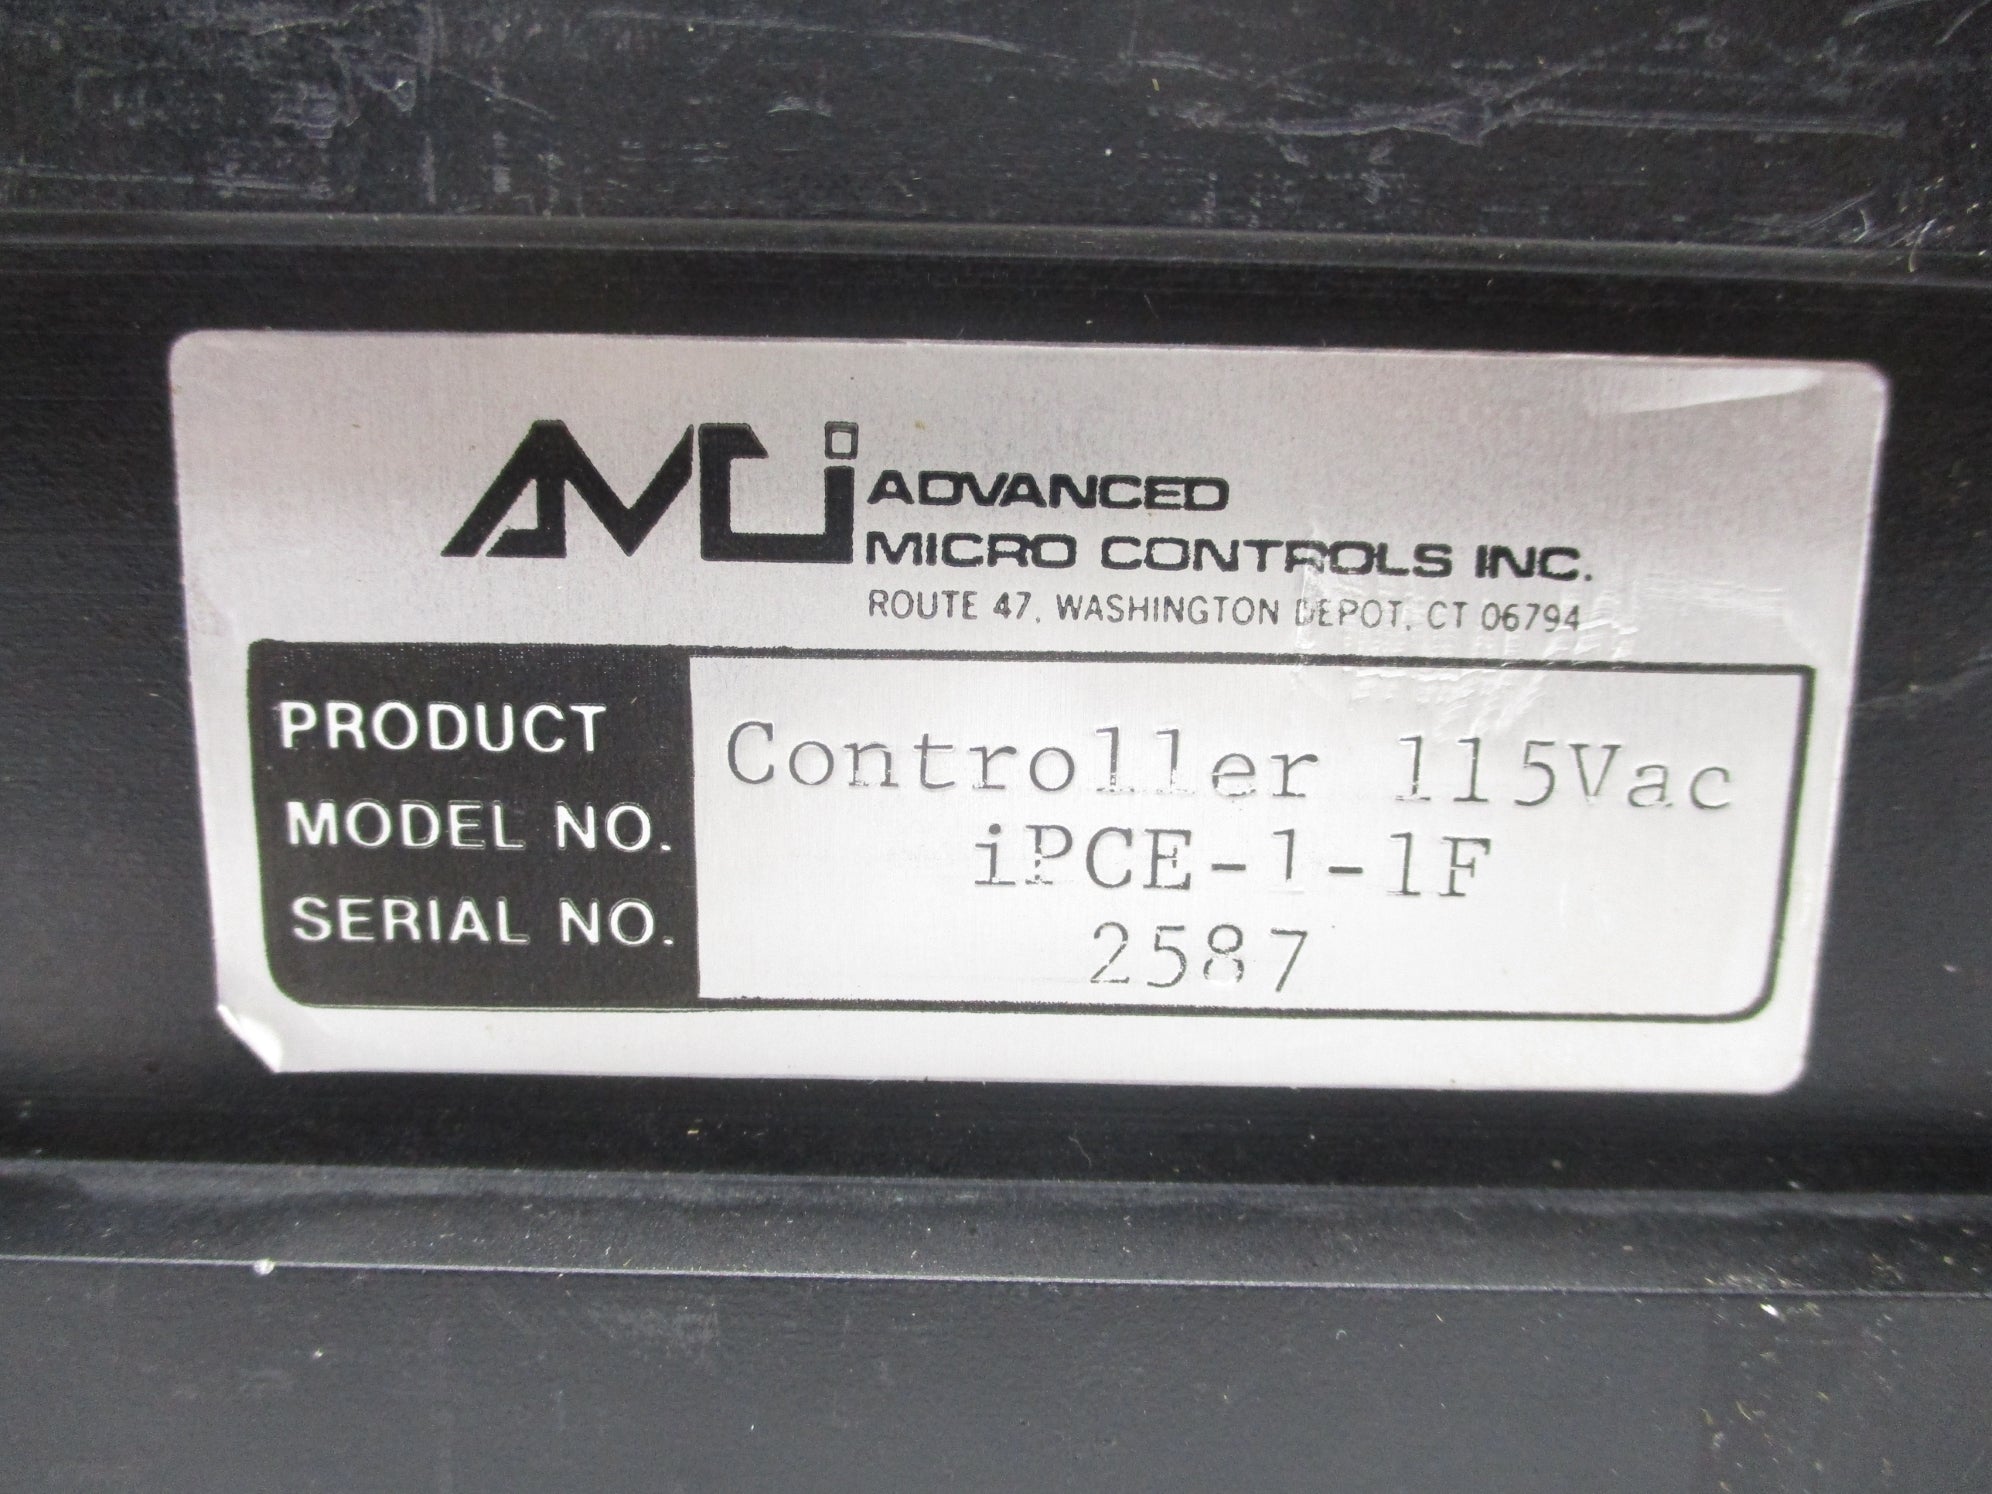 AMCi ADVANCED
MICRO CONTROLS INC.
ROUTE 47, WASHINGTON DEPOT, CT 06794
PRODUCT Controller 115Vac
MODEL NO. iPCE-1-1F
SERIAL NO. 2587